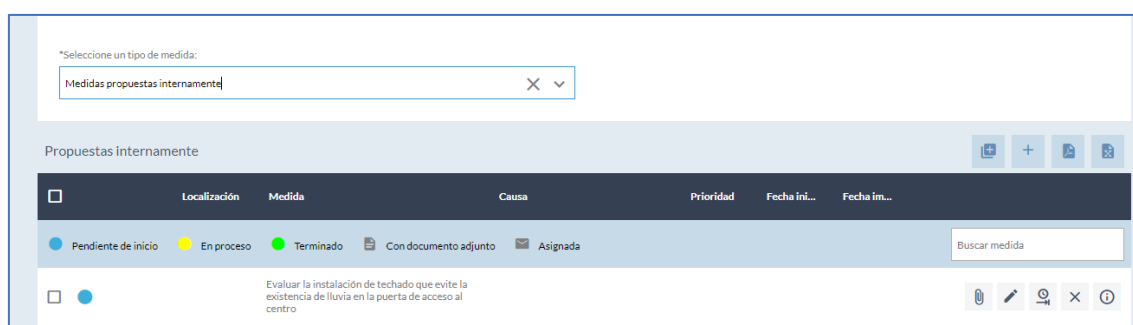 *Seleccione un tipo de medida:
Medidas propuestas internamente
Propuestas internamente
Localización Medida Causa Prioridad Fecha ini... Fecha im...
Pendiente de inicio En proceso Terminado Con documento adjunto Asignada Buscar medida
Evaluar la instalación de techado que evite la
existencia de lluvia en la puerta de acceso al
centro